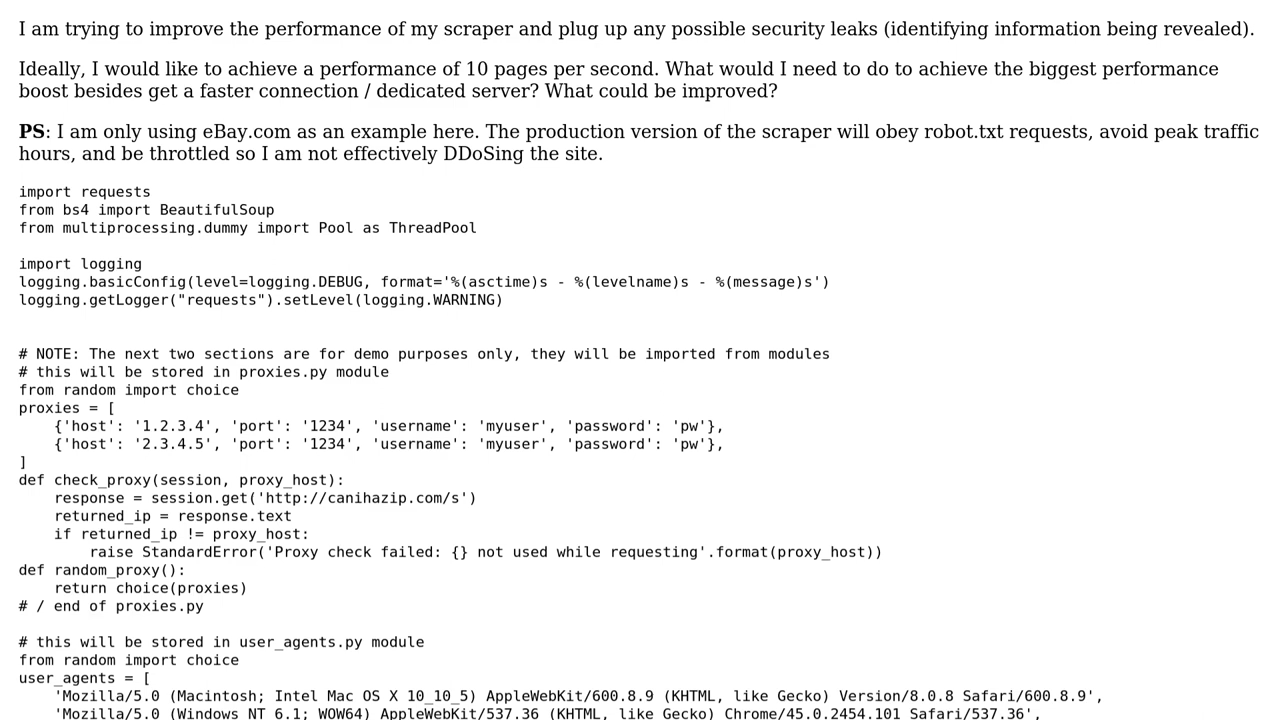 I am trying to improve the performance of my scraper and plug up any possible security leaks (identifying information being revealed).
Ideally, I would like to achieve a performance of 10 pages per second. What would I need to do to achieve the biggest performance
boost besides get a faster connection / dedicated server? What could be improved?
PS: I am only using eBay.com as an example here. The production version of the scraper will obey robot.txt requests, avoid peak traffic
hours, and be throttled so I am not effectively DDoSing the site.
import requests
from bs4 import BeautifulSoup
from multiprocessing.dummy import Pool as ThreadPool
import logging
logging.basicConfig(level=logging.DEBUG, format='%(asctime)s - %(levelname)s - %(message)s')
logging.getLogger("requests").setLevel(logging.WARNING)
# NOTE: The next two sections are for demo purposes only, they will be imported from modules
# this will be stored in proxies.py module
from random import choice
proxies = [
    {'host': '1.2.3.4', 'port': '1234', 'username': 'myuser', 'password': 'pw'},
    {'host': '2.3.4.5', 'port': '1234', 'username': 'myuser', 'password': 'pw'},
]
def check_proxy(session, proxy_host):
    response = session.get('http://canihazip.com/s')
    returned_ip = response.text
    if returned_ip != proxy_host:
        raise StandardError('Proxy check failed: {} not used while requesting'.format(proxy_host))
def random_proxy():
    return choice(proxies)
# / end of proxies.py
# this will be stored in user_agents.py module
from random import choice
user_agents = [
    'Mozilla/5.0 (Macintosh; Intel Mac OS X 10_10_5) AppleWebKit/600.8.9 (KHTML, like Gecko) Version/8.0.8 Safari/600.8.9',
    'Mozilla/5.0 (Windows NT 6.1; WOW64) AppleWebKit/537.36 (KHTML, like Gecko) Chrome/45.0.2454.101 Safari/537.36',